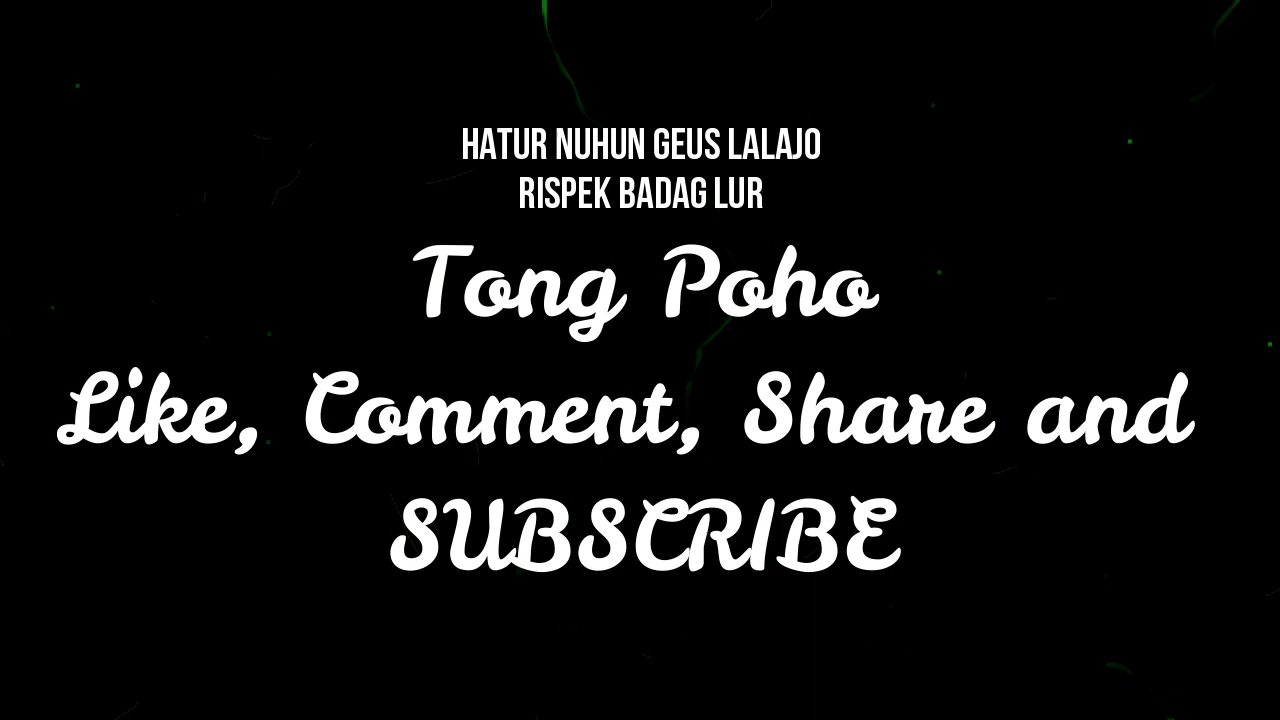 HATUR NUHUN GEUS LALAJO
RISPEK BADAG LUR
Tong Poho
Like, Comment, Share and
SUBSCRIBE